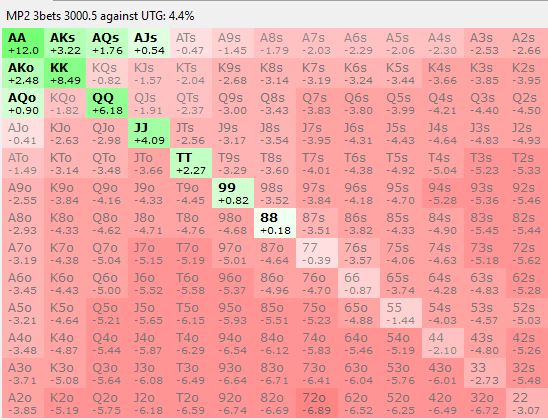 MP2 3bets 3000.5 against UTG: 4.4%
AA AKs AQs AJs ATs A9s A8s A7s A6s A5s A4s A3s A2s
+12.0 +3.22 +1.76 +0.54 -0.47 -1.45 -1.79 -2.03 -2.29 -2.06 -2.30 -2.53 -2.66
AKo KK KQs KJs KTs K9s K8s K7s K6s K5s K4s K3s K2s
+2.48 +8.49 -0.82 -1.57 -2.04 -2.68 -3.14 -3.19 -3.24 -3.44 -3.66 -3.85 -3.95
AQo KQo QQ QJs QTs Q9s Q8s Q7s Q6s Q5s Q4s Q3s Q2s
+0.90 -1.82 +6.18 -1.91 -2.37 -3.00 -3.43 -3.83 -3.80 -3.99 -4.21 -4.40 -4.50
AJo KJo QJo JJ JTs J9s J8s J7s J6s J5s J4s J3s J2s
-0.41 -2.63 -2.98 +4.09 -2.56 -3.17 -3.54 -3.95 -4.31 -4.43 -4.64 -4.83 -4.93
ATo KTo QTo JTo TT T9s T8s T7s T6s T5s T4s T3s T2s
-1.49 -3.14 -3.48 -3.66 +2.27 -3.29 -3.60 -4.01 -4.38 -4.92 -5.04 -5.23 -5.33
A9o K9o Q9o J9o T9o 99 98s 97s 96s 95s 94s 93s 92s
-2.55 -3.84 -4.16 -4.33 -4.45 +0.82 -3.52 -3.84 -4.18 -4.70 -5.28 -5.36 -5.46
A8o K8o Q8o J8o T8o 98o 88 87s 86s 85s 84s 83s 82s
-2.93 -4.33 -4.62 -4.71 -4.76 -4.68 +0.18 -3.51 -3.82 -4.33 -4.90 -5.45 -5.44
A7o K7o Q7o J7o T7o 97o 87o 77 76s 75s 74s 73s 72s
-3.19 -4.38 -5.04 -5.15 -5.19 -5.01 -4.64 -0.39 -3.57 -4.06 -4.63 -5.18 -5.62
A6o K6o Q6o J6o T6o 96o 86o 76o 66 65s 64s 63s 62s
-3.45 -4.43 -5.00 -5.52 -5.58 -5.37 -4.96 -4.70 -0.87 -3.74 -4.28 -4.83 -5.28
A5o K5o Q5o J5o T5o 95o 85o 75o 65o 55 54s 53s 52s
-3.21 -4.64 -5.21 -5.65 -6.15 -5.93 -5.51 -5.23 -4.88 -1.44 -4.03 -4.57 -5.03
A4o K4o Q4o J4o T4o 94o 84o 74o 64o 54o 44 43s 42s
-3.48 -4.87 -5.44 -5.87 -6.29 -6.54 -6.12 -5.83 -5.46 -5.19 -2.10 -4.80 -5.26
A3o K3o Q3o J3o T3o 93o 83o 73o 63o 53o 43o 33 32s
-3.71 -5.08 -5.64 -6.08 -6.49 -6.64 -6.71 -6.41 -6.04 -5.76 -6.01 -2.73 -5.48
A2o K2o Q2o J2o T2o 92o 82o 72o 62o 52o 42o 32o 22
-3.85 -5.19 -5.75 -6.18 -6.59 -6.74 -6.69 -6.89 -6.52 -6.25 -6.49 -6.72 -3.07